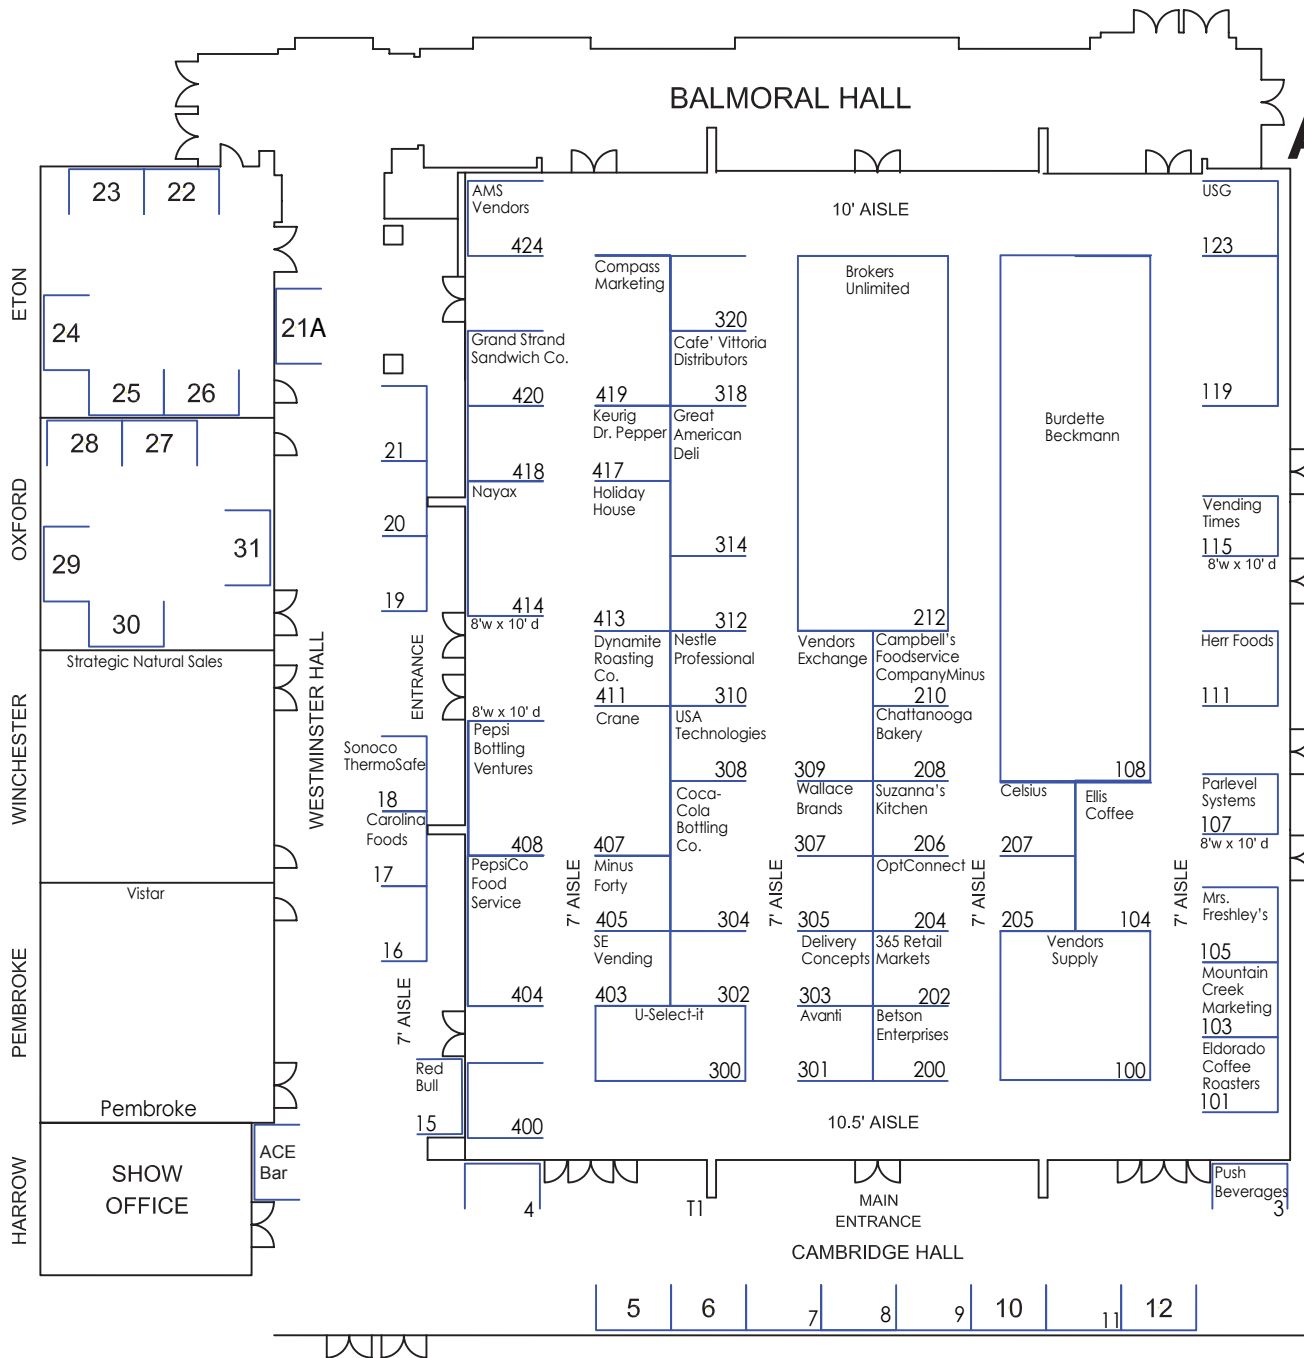 BALMORAL HALL
A
23
22
ETON
24
21A
25
26
28
27
OXFORD
29
31
30
Strategic Natural Sales
WINCHESTER
Vistar
PEMBROKE
Pembroke
HARROW
SHOW
OFFICE
ACE
Bar
WESTMINSTER HALL
21
20
19
ENTRANCE
Sonoco
ThermoSafe
18
Carolina
Foods
17
16
7' AISLE
Red
Bull
15
AMS
Vendors
424
Grand Strand
Sandwich Co.
420
418
Nayax
414
8'w x 10' d
8'w x 10' d
Pepsi
Bottling
Ventures
408
PepsiCo
Food
Service
404
400
10' AISLE
Compass
Marketing
419
Keurig
Dr. Pepper
417
Holiday
House
413
Dynamite
Roasting
Co.
411
Crane
407
Minus
Forty
405
SE
Vending
403
7' AISLE
320
Cafe' Vittoria
Distributors
318
Great
American
Deli
314
312
Nestle
Professional
310
USA
Technologies
308
Coca-
Cola
Bottling
Co.
304
302
U-Select-it
300
7' AISLE
Brokers
Unlimited
212
Vendors
Exchange
309
Wallace
Brands
307
305
Delivery
Concepts
303
Avanti
301
Campbell's
Foodservice
CompanyMinus
210
Chattanooga
Bakery
208
Suzanna's
Kitchen
206
OptConnect
204
365 Retail
Markets
202
Betson
Enterprises
200
7' AISLE
Burdette
Beckmann
108
Celsius
207
205
Ellis
Coffee
104
Vendors
Supply
100
7' AISLE
USG
123
119
Vending
Times
115
8'w x 10' d
Herr Foods
111
Parlevel
Systems
107
8'w x 10' d
Mrs.
Freshley's
105
Mountain
Creek
Marketing
103
Eldorado
Coffee
Roasters
101
10.5' AISLE
4
T1
MAIN
ENTRANCE
Push
Beverages
3
CAMBRIDGE HALL
5
6
7
8
9
10
11
12